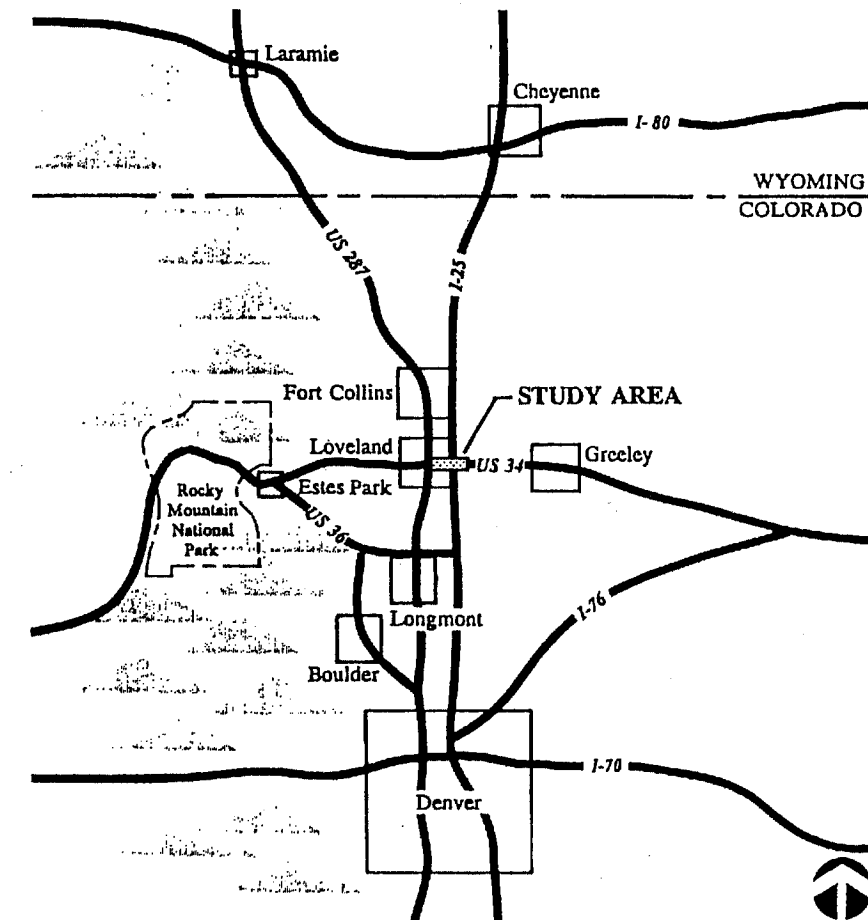 Laramie
Cheyenne
I-80
WYOMING
COLORADO
US 287
I-25
Fort Collins
STUDY AREA
Loveland
US 34
Greeley
Estes Park
Rocky
Mountain
National
Park
US 36
I-76
Longmont
Boulder
I-70
Denver